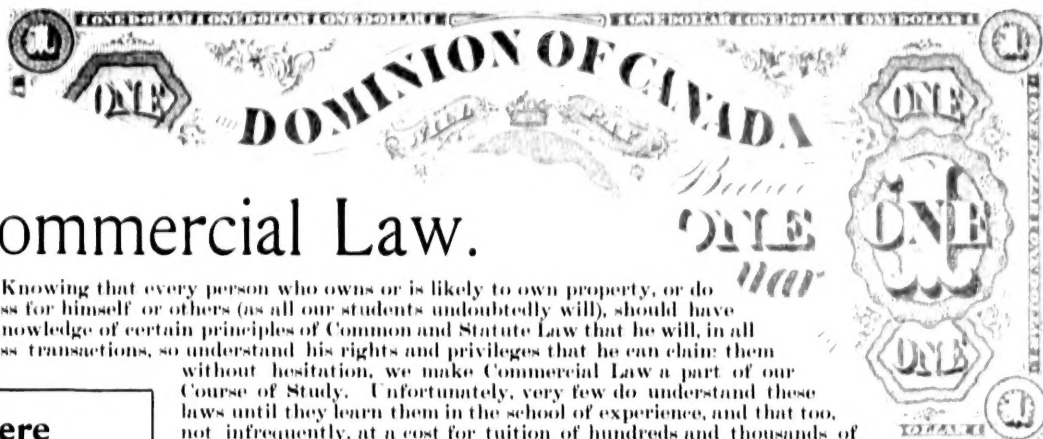 ONE DOLLAR ONE DOLLAR ONE DOLLAR ONE DOLLAR ONE DOLLAR ONE DOLLAR
DOMINION OF CANADA
ONE
ONE
WILL PAY
Bearer
ONE
ONE
llar
ommercial Law.
Knowing that every person who owns or is likely to own property, or do
ss for himself or others (as all our students undoubtedly will), should have
nowledge of certain principles of Common and Statute Law that he will, in all
ss transactions, so understand his rights and privileges that he can claim them
without hesitation, we make Commercial Law a part of our
Course of Study. Unfortunately, very few do understand these
laws until they learn them in the school of experience, and that too,
not infrequently, at a cost for tuition of hundreds and thousands of
ere
ONE